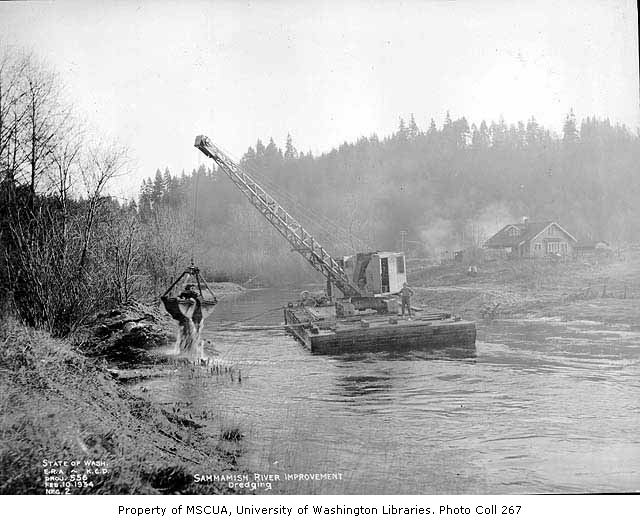 STATE OF WASH.
E.R.A. ~ K.C.D.
PROJ. 556
FEB. 10, 1934
NEG. 2
SAMMAMISH RIVER IMPROVEMENT
Dredging
Property of MSCUA, University of Washington Libraries. Photo Coll 267